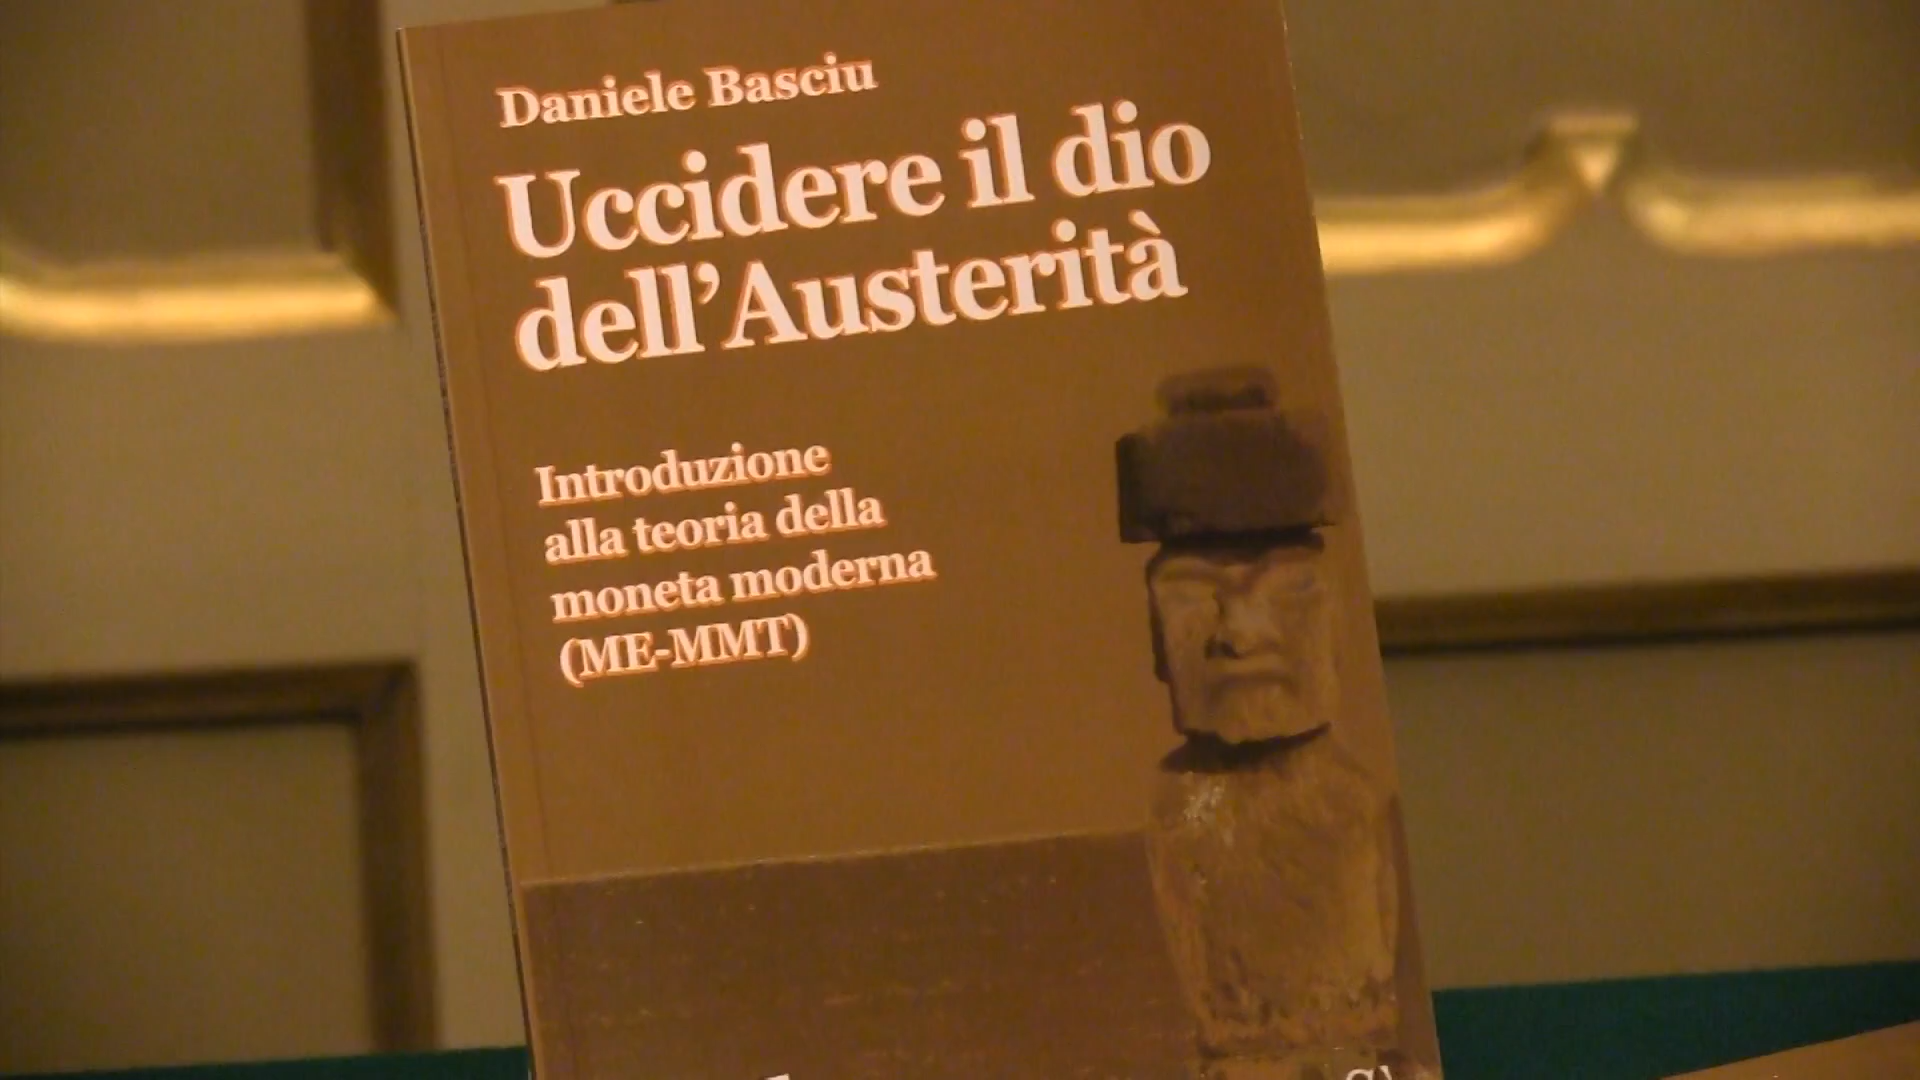 Daniele Basciu
Uccidere il dio
dell'Austerità
Introduzione
alla teoria della
moneta moderna
(ME-MMT)